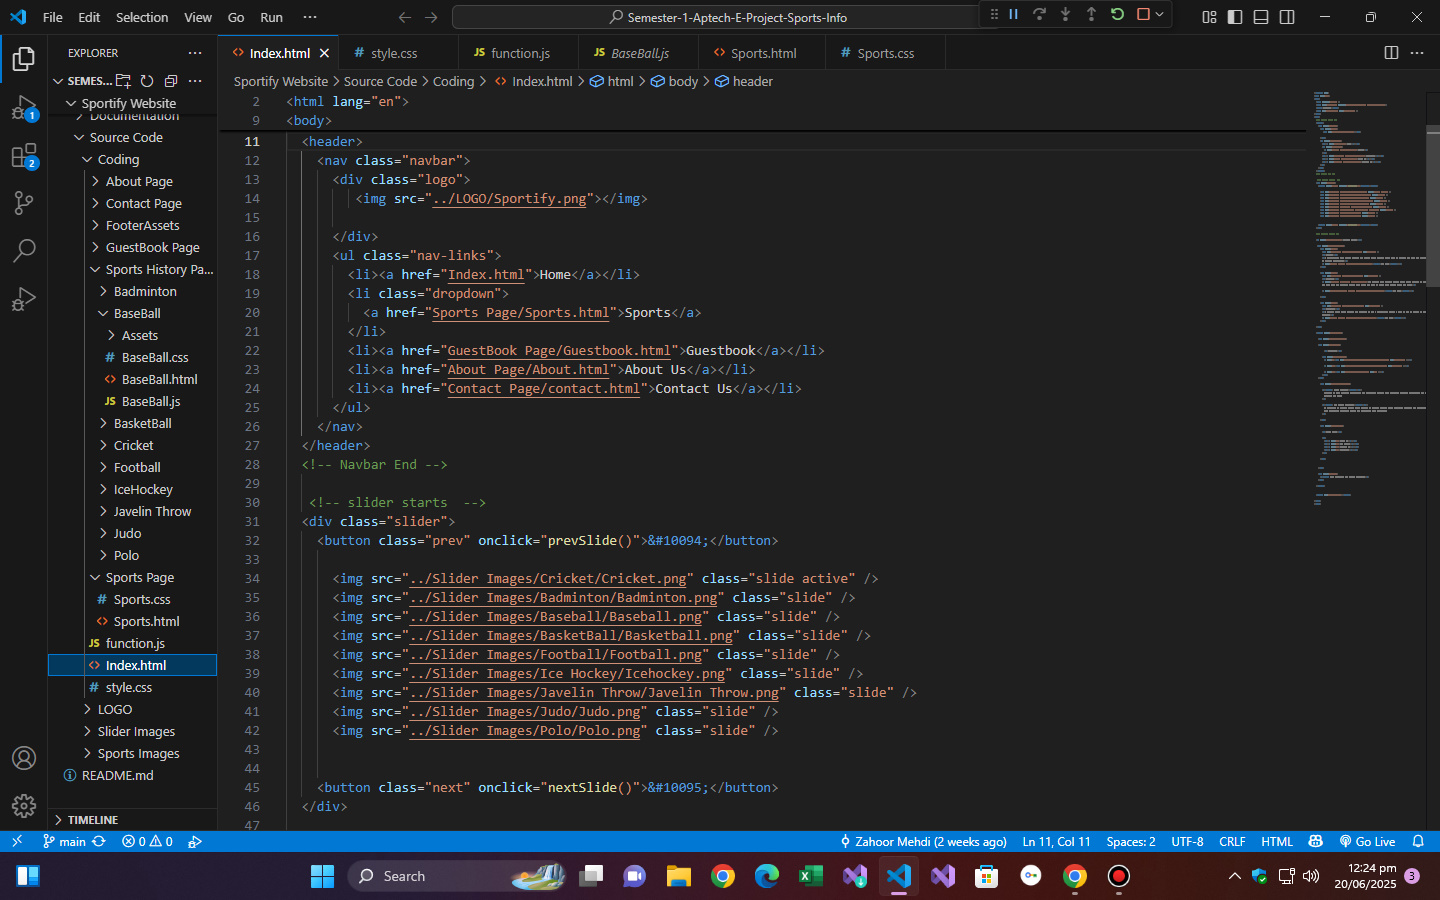 File Edit Selection View Go Run ··· Semester-1-Aptech-E-Project-Sports-Info
EXPLORER
Index.html style.css JS function.js JS BaseBall.js Sports.html Sports.css
SEMES...
Sportify Website > Source Code > Coding > Index.html > html > body > header
Sportify Website
Documentation
Source Code
Coding
About Page
Contact Page
FooterAssets
GuestBook Page
Sports History Pa...
Badminton
BaseBall
Assets
BaseBall.css
BaseBall.html
JS BaseBall.js
BasketBall
Cricket
Football
IceHockey
Javelin Throw
Judo
Polo
Sports Page
Sports.css
Sports.html
JS function.js
Index.html
style.css
LOGO
Slider Images
Sports Images
README.md
TIMELINE
1
2
2 <html lang="en">
9 <body>
11 <header>
12 <nav class="navbar">
13 <div class="logo">
14 <img src="../LOGO/Sportify.png"></img>
15
16 </div>
17 <ul class="nav-links">
18 <li><a href="Index.html">Home</a></li>
19 <li class="dropdown">
20 <a href="Sports Page/Sports.html">Sports</a>
21 </li>
22 <li><a href="GuestBook Page/Guestbook.html">Guestbook</a></li>
23 <li><a href="About Page/About.html">About Us</a></li>
24 <li><a href="Contact Page/contact.html">Contact Us</a></li>
25 </ul>
26 </nav>
27 </header>
28 <!-- Navbar End -->
29
30 <!-- slider starts  -->
31 <div class="slider">
32 <button class="prev" onclick="prevSlide()">&#10094;</button>
33
34 <img src="../Slider Images/Cricket/Cricket.png" class="slide active" />
35 <img src="../Slider Images/Badminton/Badminton.png" class="slide" />
36 <img src="../Slider Images/Baseball/Baseball.png" class="slide" />
37 <img src="../Slider Images/BasketBall/Basketball.png" class="slide" />
38 <img src="../Slider Images/Football/Football.png" class="slide" />
39 <img src="../Slider Images/Ice Hockey/Icehockey.png" class="slide" />
40 <img src="../Slider Images/Javelin Throw/Javelin Throw.png" class="slide" />
41 <img src="../Slider Images/Judo/Judo.png" class="slide" />
42 <img src="../Slider Images/Polo/Polo.png" class="slide" />
43
44
45 <button class="next" onclick="nextSlide()">&#10095;</button>
46 </div>
47
main 0 0 Zahoor Mehdi (2 weeks ago) Ln 11, Col 11 Spaces: 2 UTF-8 CRLF HTML Go Live
Search
12:24 pm
20/06/2025
3